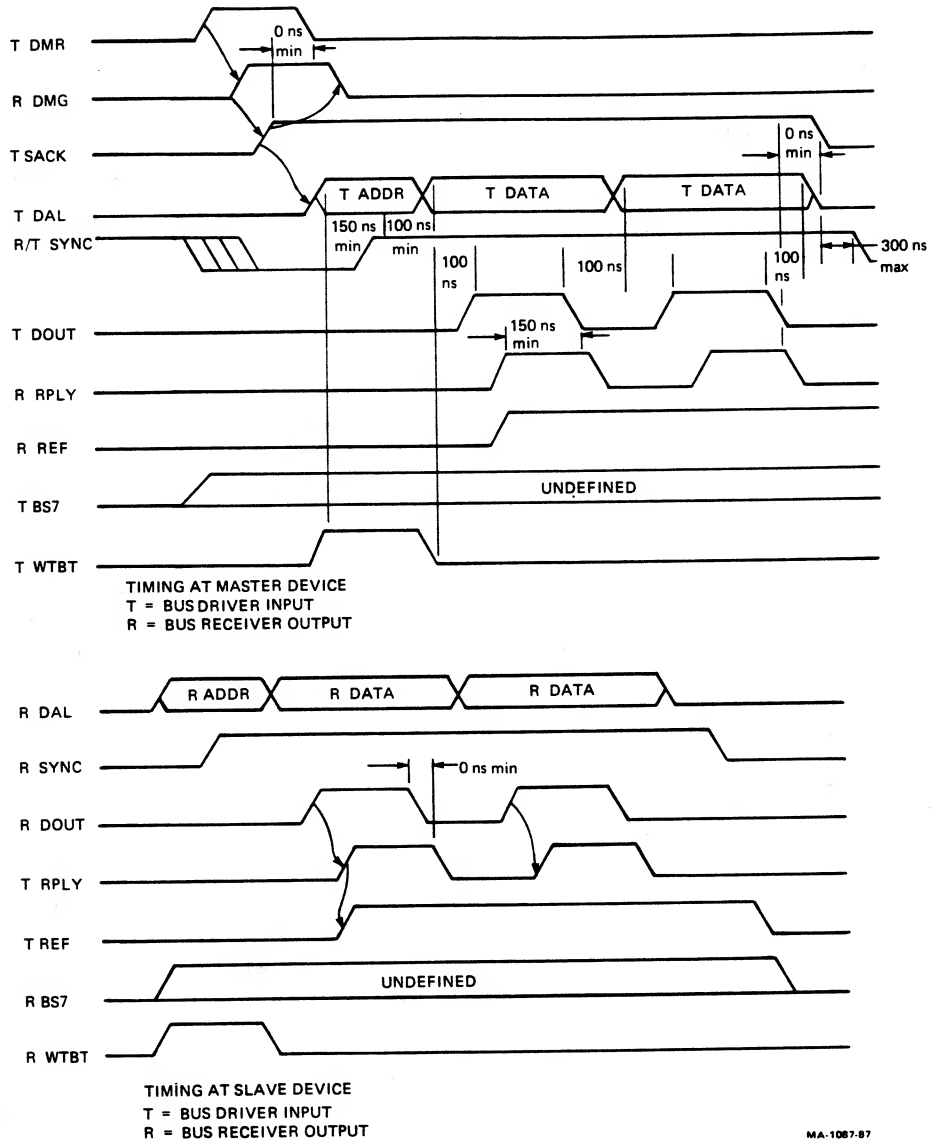 T DMR
0 ns
min
R DMG
T SACK
0 ns
min
T ADDR
T DATA
T DATA
T DAL
150 ns
min
100 ns
min
R/T SYNC
300 ns
max
100
ns
100 ns
100
ns
T DOUT
150 ns
min
R RPLY
R REF
UNDEFINED
T BS7
T WTBT
TIMING AT MASTER DEVICE
T = BUS DRIVER INPUT
R = BUS RECEIVER OUTPUT
R ADDR
R DATA
R DATA
R DAL
R SYNC
0 ns min
R DOUT
T RPLY
T REF
UNDEFINED
R BS7
R WTBT
TIMING AT SLAVE DEVICE
T = BUS DRIVER INPUT
R = BUS RECEIVER OUTPUT
MA-1087-87